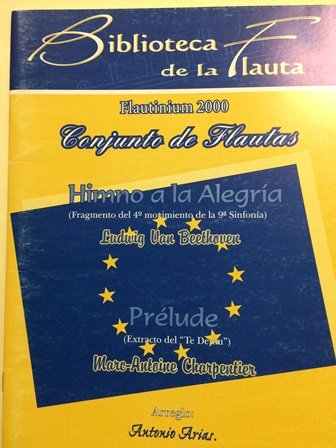 Biblioteca
de la Flauta
Flautinium 2000
Conjunto de Flautas
Himno a la Alegría
(Fragmento del 4º movimiento de la 9ª Sinfonía)
Ludwig Van Beethoven
Prélude
(Extracto del "Te Deum")
Marc-Antoine Charpentier
Arreglo:
Antonio Arias.